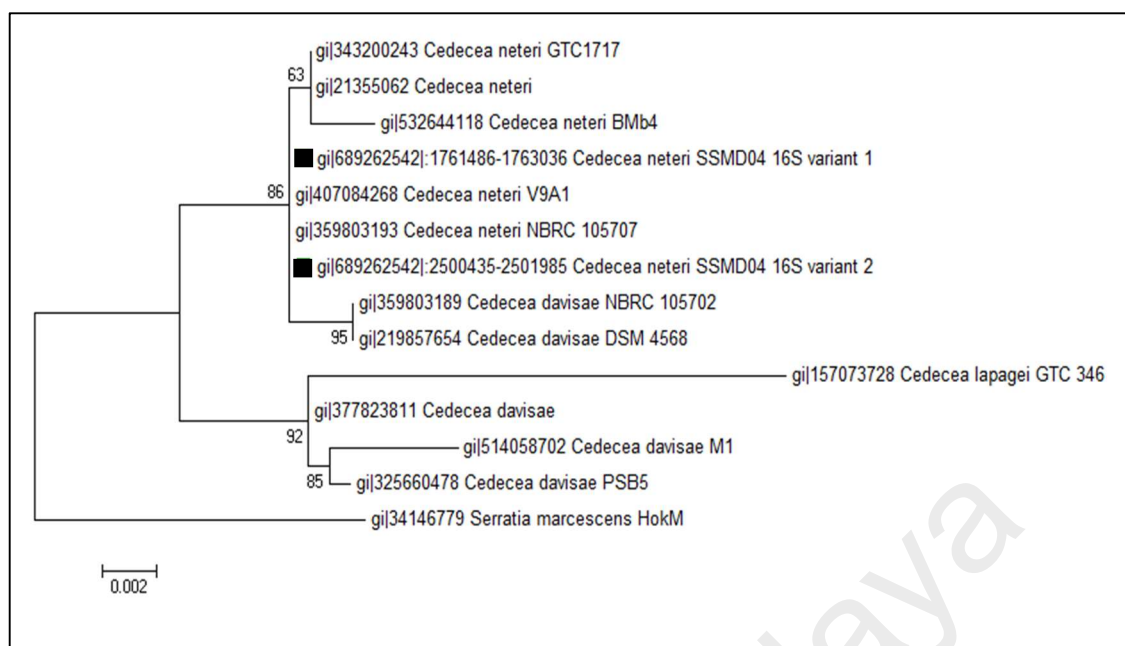 gi|343200243 Cedecea neteri GTC1717
63
gi|21355062 Cedecea neteri
gi|532644118 Cedecea neteri BMb4
gi|689262542|:1761486-1763036 Cedecea neteri SSMD04 16S variant 1
86
gi|407084268 Cedecea neteri V9A1
gi|359803193 Cedecea neteri NBRC 105707
gi|689262542|:2500435-2501985 Cedecea neteri SSMD04 16S variant 2
gi|359803189 Cedecea davisae NBRC 105702
95
gi|219857654 Cedecea davisae DSM 4568
gi|157073728 Cedecea lapagei GTC 346
gi|377823811 Cedecea davisae
92
gi|514058702 Cedecea davisae M1
85
gi|325660478 Cedecea davisae PSB5
gi|34146779 Serratia marcescens HokM
0.002